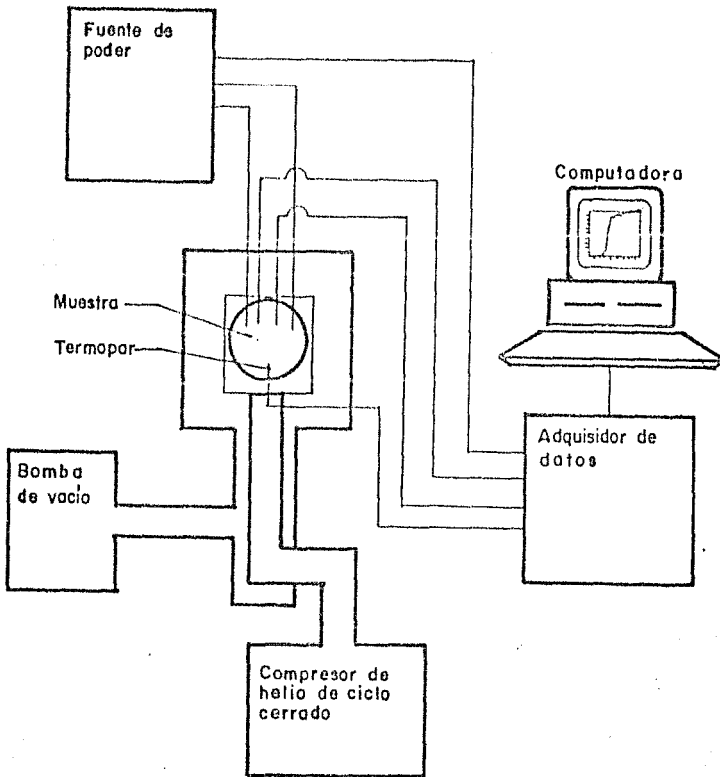 Fuente de
poder
Computadora
Muestra
Termopar
Adquisidor de
datos
Bomba
de vacío
Compresor de
helio de ciclo
cerrado